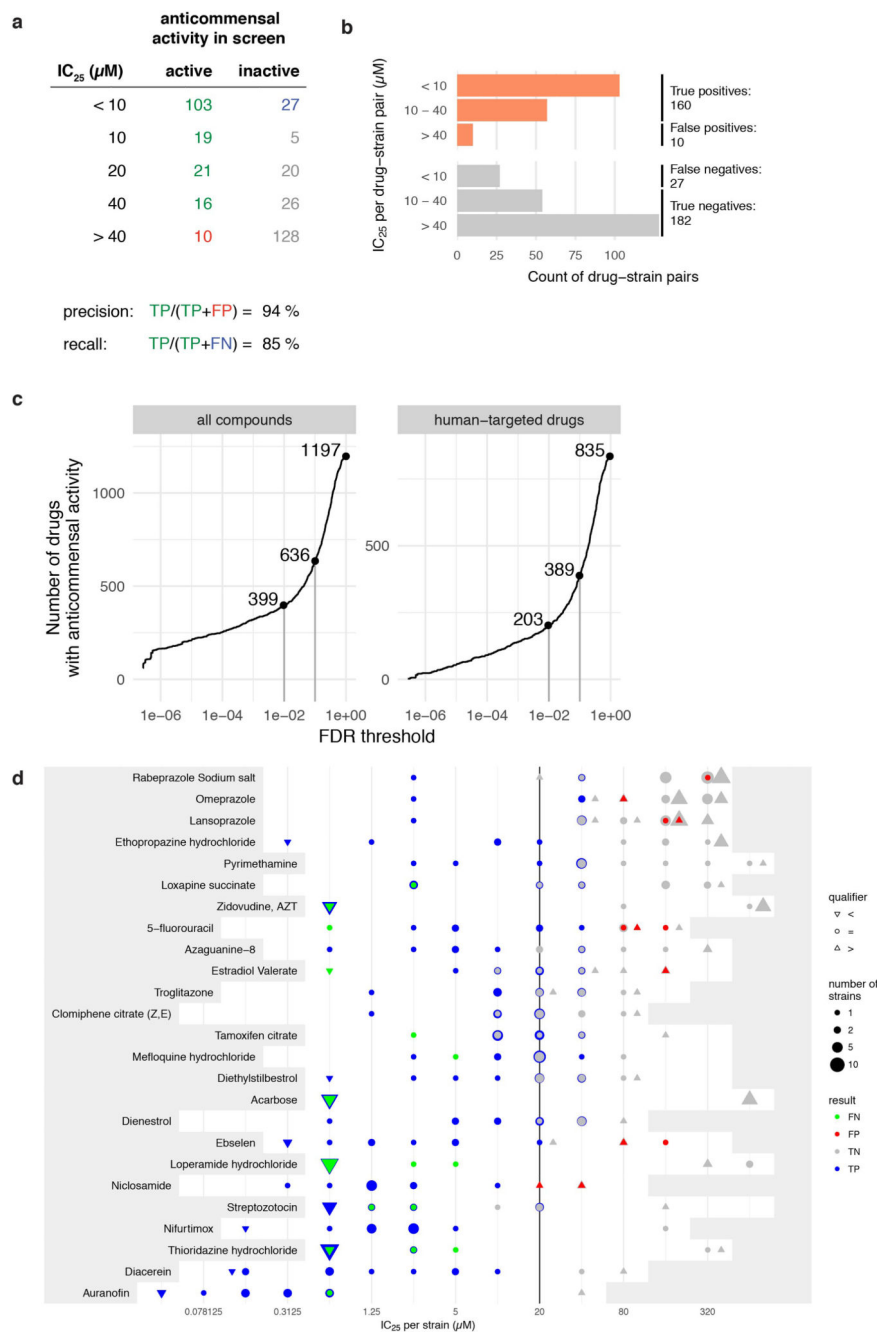 a
anticommensal
activity in screen
IC25 (µM) active inactive
< 10 103 27
10 19 5
20 21 20
40 16 26
> 40 10 128
precision: TP/(TP+FP) = 94 %
recall: TP/(TP+FN) = 85 %
b
IC25 per drug−strain pair (µM)
< 10
10 − 40
> 40
< 10
10 − 40
> 40
True positives:
160
False positives:
10
False negatives:
27
True negatives:
182
0 25 50 75 100
Count of drug−strain pairs
c
Number of drugs
with anticommensal activity
all compounds
human−targeted drugs
1000
500
0
1197
636
399
500
0
835
389
203
1e−06 1e−04 1e−02 1e+00
1e−06 1e−04 1e−02 1e+00
FDR threshold
d
Rabeprazole Sodium salt
Omeprazole
Lansoprazole
Ethopropazine hydrochloride
Pyrimethamine
Loxapine succinate
Zidovudine, AZT
5−fluorouracil
Azaguanine−8
Estradiol Valerate
Troglitazone
Clomiphene citrate (Z,E)
Tamoxifen citrate
Mefloquine hydrochloride
Diethylstilbestrol
Acarbose
Dienestrol
Ebselen
Loperamide hydrochloride
Niclosamide
Streptozotocin
Nifurtimox
Thioridazine hydrochloride
Diacerein
Auranofin
0.078125 0.3125 1.25 5 20 80 320
IC25 per strain (µM)
qualifier
<
=
>
number of
strains
1
2
5
10
result
FN
FP
TN
TP